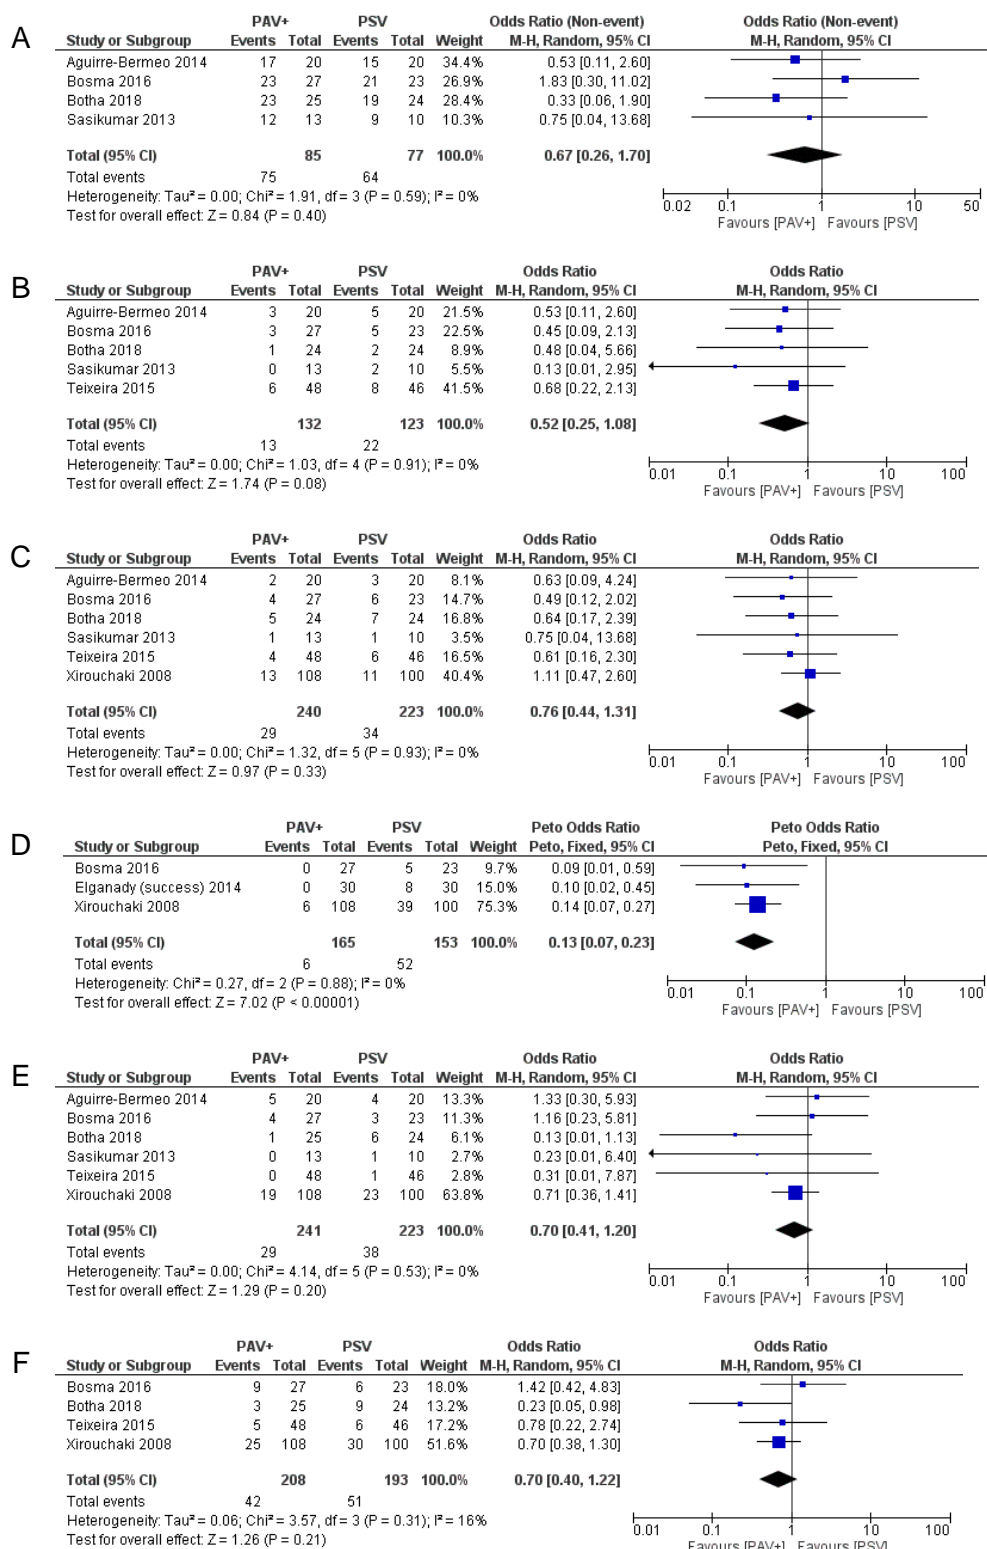 A
PAV+ PSV Odds Ratio (Non-event) Odds Ratio (Non-event)
Study or Subgroup Events Total Events Total Weight M-H, Random, 95% CI M-H, Random, 95% CI
Aguirre-Bermeo 2014 17 20 15 20 34.4% 0.53 [0.11, 2.60]
Bosma 2016 23 27 21 23 26.9% 1.83 [0.30, 11.02]
Botha 2018 23 25 19 24 28.4% 0.33 [0.06, 1.90]
Sasikumar 2013 12 13 9 10 10.3% 0.75 [0.04, 13.68]
Total (95% CI) 85 77 100.0% 0.67 [0.26, 1.70]
Total events 75 64
Heterogeneity: Tau² = 0.00; Chi² = 1.91, df = 3 (P = 0.59); I² = 0%
Test for overall effect: Z = 0.84 (P = 0.40)
0.02 0.1 1 10 50
Favours [PAV+] Favours [PSV]
B
PAV+ PSV Odds Ratio Odds Ratio
Study or Subgroup Events Total Events Total Weight M-H, Random, 95% CI M-H, Random, 95% CI
Aguirre-Bermeo 2014 3 20 5 20 21.5% 0.53 [0.11, 2.60]
Bosma 2016 3 27 5 23 22.5% 0.45 [0.09, 2.13]
Botha 2018 1 24 2 24 8.9% 0.48 [0.04, 5.66]
Sasikumar 2013 0 13 2 10 5.5% 0.13 [0.01, 2.95]
Teixeira 2015 6 48 8 46 41.5% 0.68 [0.22, 2.13]
Total (95% CI) 132 123 100.0% 0.52 [0.25, 1.08]
Total events 13 22
Heterogeneity: Tau² = 0.00; Chi² = 1.03, df = 4 (P = 0.91); I² = 0%
Test for overall effect: Z = 1.74 (P = 0.08)
0.01 0.1 1 10 100
Favours [PAV+] Favours [PSV]
C
PAV+ PSV Odds Ratio Odds Ratio
Study or Subgroup Events Total Events Total Weight M-H, Random, 95% CI M-H, Random, 95% CI
Aguirre-Bermeo 2014 2 20 3 20 8.1% 0.63 [0.09, 4.24]
Bosma 2016 4 27 6 23 14.7% 0.49 [0.12, 2.02]
Botha 2018 5 24 7 24 16.8% 0.64 [0.17, 2.39]
Sasikumar 2013 1 13 1 10 3.5% 0.75 [0.04, 13.68]
Teixeira 2015 4 48 6 46 16.5% 0.61 [0.16, 2.30]
Xirouchaki 2008 13 108 11 100 40.4% 1.11 [0.47, 2.60]
Total (95% CI) 240 223 100.0% 0.76 [0.44, 1.31]
Total events 29 34
Heterogeneity: Tau² = 0.00; Chi² = 1.32, df = 5 (P = 0.93); I² = 0%
Test for overall effect: Z = 0.97 (P = 0.33)
0.01 0.1 1 10 100
Favours [PAV+] Favours [PSV]
D
PAV+ PSV Peto Odds Ratio Peto Odds Ratio
Study or Subgroup Events Total Events Total Weight Peto, Fixed, 95% CI Peto, Fixed, 95% CI
Bosma 2016 0 27 5 23 9.7% 0.09 [0.01, 0.59]
Elganady (success) 2014 0 30 8 30 15.0% 0.10 [0.02, 0.45]
Xirouchaki 2008 6 108 39 100 75.3% 0.14 [0.07, 0.27]
Total (95% CI) 165 153 100.0% 0.13 [0.07, 0.23]
Total events 6 52
Heterogeneity: Chi² = 0.27, df = 2 (P = 0.88); I² = 0%
Test for overall effect: Z = 7.02 (P < 0.00001)
0.01 0.1 1 10 100
Favours [PAV+] Favours [PSV]
E
PAV+ PSV Odds Ratio Odds Ratio
Study or Subgroup Events Total Events Total Weight M-H, Random, 95% CI M-H, Random, 95% CI
Aguirre-Bermeo 2014 5 20 4 20 13.3% 1.33 [0.30, 5.93]
Bosma 2016 4 27 3 23 11.3% 1.16 [0.23, 5.81]
Botha 2018 1 25 6 24 6.1% 0.13 [0.01, 1.13]
Sasikumar 2013 0 13 1 10 2.7% 0.23 [0.01, 6.40]
Teixeira 2015 0 48 1 46 2.8% 0.31 [0.01, 7.87]
Xirouchaki 2008 19 108 23 100 63.8% 0.71 [0.36, 1.41]
Total (95% CI) 241 223 100.0% 0.70 [0.41, 1.20]
Total events 29 38
Heterogeneity: Tau² = 0.00; Chi² = 4.14, df = 5 (P = 0.53); I² = 0%
Test for overall effect: Z = 1.29 (P = 0.20)
0.01 0.1 1 10 100
Favours [PAV+] Favours [PSV]
F
PAV+ PSV Odds Ratio Odds Ratio
Study or Subgroup Events Total Events Total Weight M-H, Random, 95% CI M-H, Random, 95% CI
Bosma 2016 9 27 6 23 18.0% 1.42 [0.42, 4.83]
Botha 2018 3 25 9 24 13.2% 0.23 [0.05, 0.98]
Teixeira 2015 5 48 6 46 17.2% 0.78 [0.22, 2.74]
Xirouchaki 2008 25 108 30 100 51.6% 0.70 [0.38, 1.30]
Total (95% CI) 208 193 100.0% 0.70 [0.40, 1.22]
Total events 42 51
Heterogeneity: Tau² = 0.06; Chi² = 3.57, df = 3 (P = 0.31); I² = 16%
Test for overall effect: Z = 1.26 (P = 0.21)
0.01 0.1 1 10 100
Favours [PAV+] Favours [PSV]